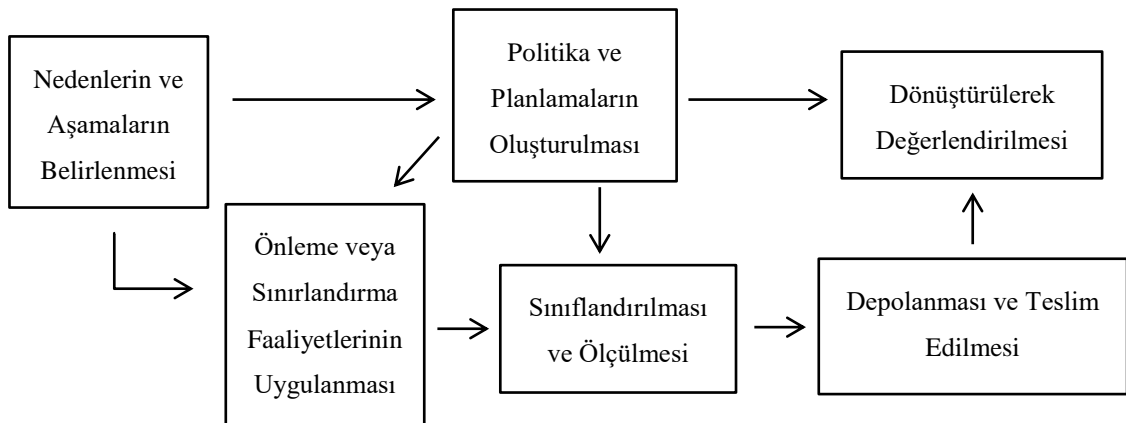 Nedenlerin ve
Aşamaların
Belirlenmesi
Politika ve
Planlamaların
Oluşturulması
Dönüştürülerek
Değerlendirilmesi
Önleme veya
Sınırlandırma
Faaliyetlerinin
Uygulanması
Sınıflandırılması
ve Ölçülmesi
Depolanması ve Teslim
Edilmesi